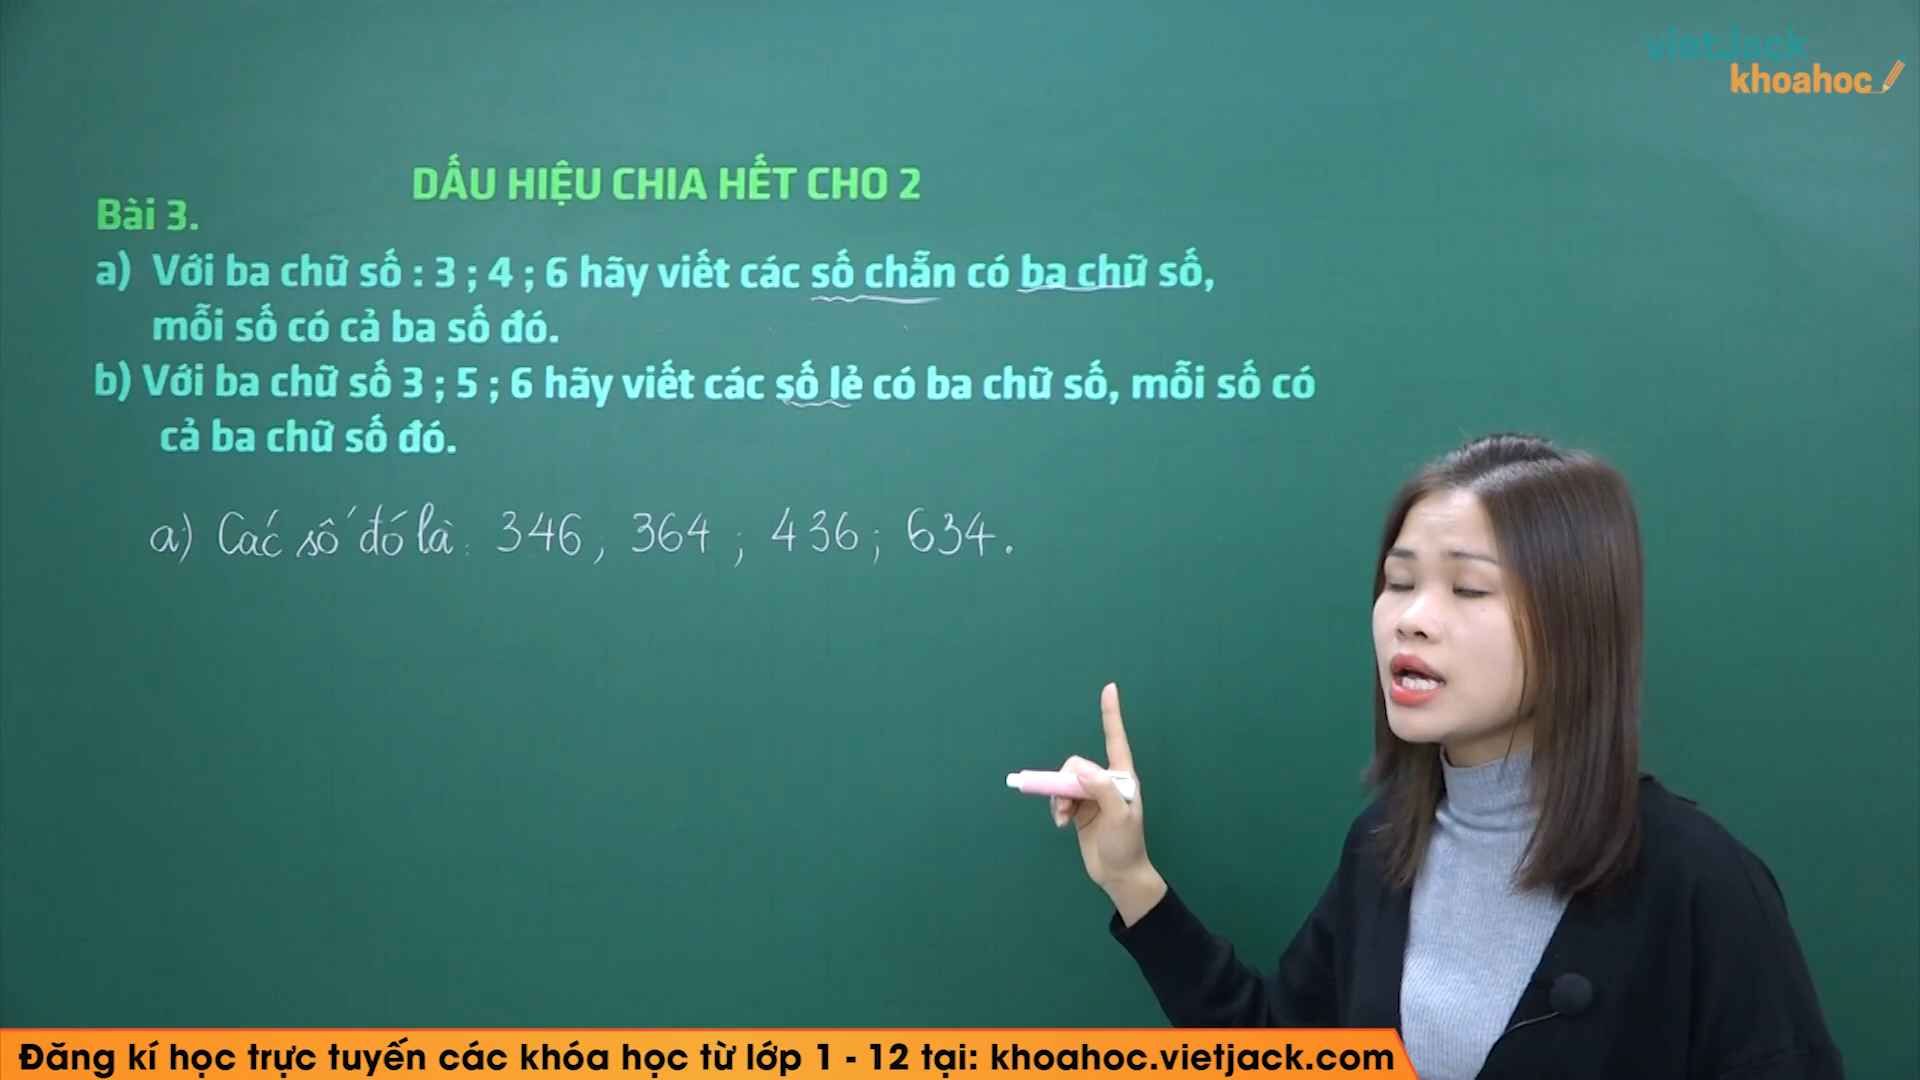 vietJack
khoahoc
DẤU HIỆU CHIA HẾT CHO 2
Bài 3.
a) Với ba chữ số : 3 ; 4 ; 6 hãy viết các số chẵn có ba chữ số,
mỗi số có cả ba số đó.
b) Với ba chữ số 3 ; 5 ; 6 hãy viết các số lẻ có ba chữ số, mỗi số có
cả ba chữ số đó.
a) Các số đó là: 346, 364 ; 436; 634.
Đăng kí học trực tuyến các khóa học từ lớp 1 - 12 tại: khoahoc.vietjack.com